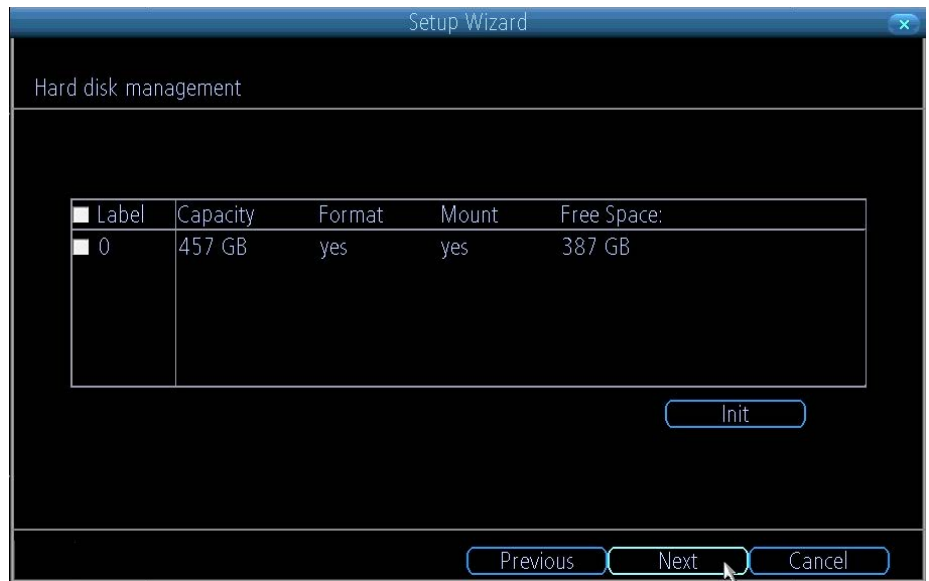 Setup Wizard
Hard disk management
Label Capacity Format Mount Free Space:
0 457 GB yes yes 387 GB
Init
Previous Next Cancel